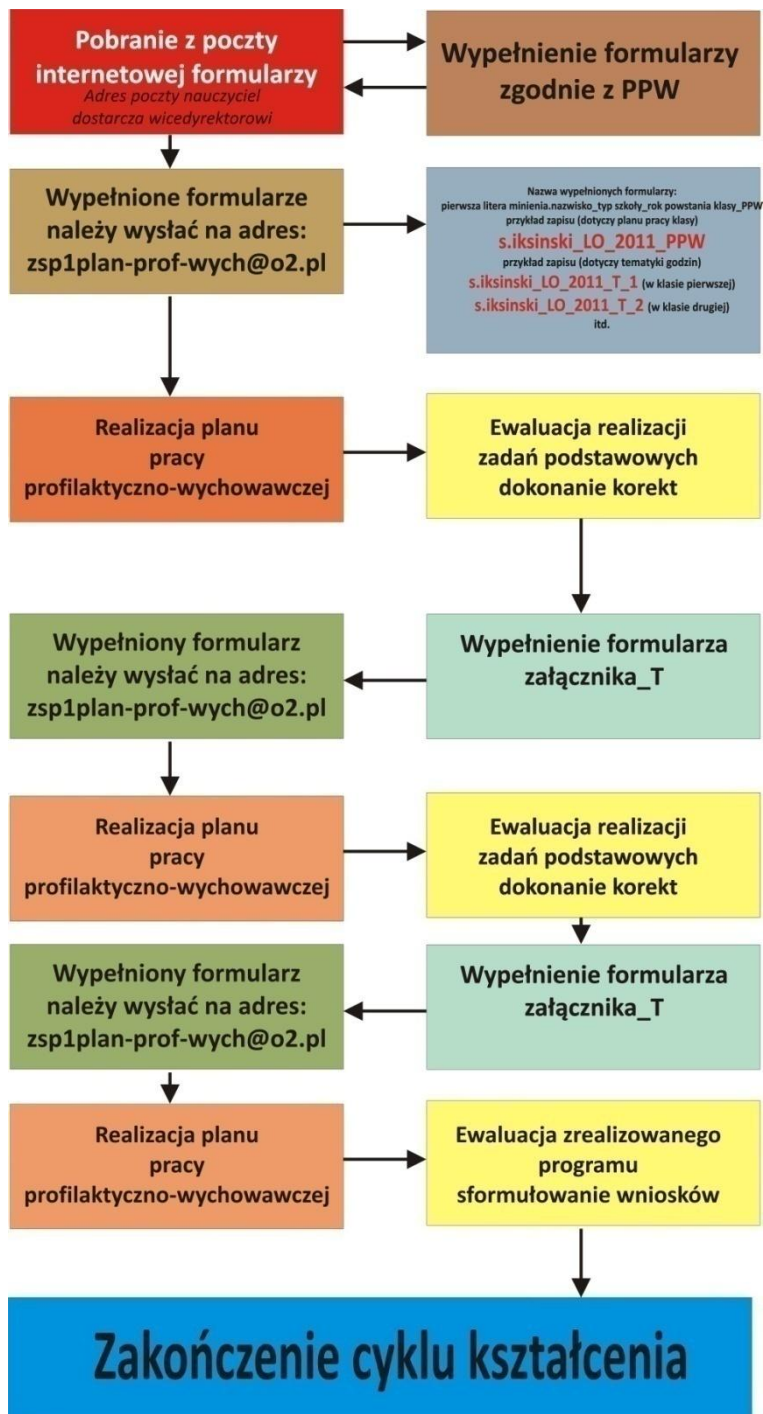 Pobranie z poczty
internetowej formularzy
Adres poczty nauczyciel
dostarcza wicedyrektorowi
Wypełnienie formularzy
zgodnie z PPW
Wypełnione formularze
należy wysłać na adres:
zsp1plan-prof-wych@o2.pl
Nazwa wypełnionych formularzy:
pierwsza litera minienia.nazwisko_typ szkoły_rok powstania klasy_PPW
przykład zapisu (dotyczy planu pracy klasy)
s.iksinski_LO_2011_PPW
przykład zapisu (dotyczy tematyki godzin)
s.iksinski_LO_2011_T_1 (w klasie pierwszej)
s.iksinski_LO_2011_T_2 (w klasie drugiej)
itd.
Realizacja planu
pracy
profilaktyczno-wychowawczej
Ewaluacja realizacji
zadań podstawowych
dokonanie korekt
Wypełniony formularz
należy wysłać na adres:
zsp1plan-prof-wych@o2.pl
Wypełnienie formularza
załącznika_T
Realizacja planu
pracy
profilaktyczno-wychowawczej
Ewaluacja realizacji
zadań podstawowych
dokonanie korekt
Wypełniony formularz
należy wysłać na adres:
zsp1plan-prof-wych@o2.pl
Wypełnienie formularza
załącznika_T
Realizacja planu
pracy
profilaktyczno-wychowawczej
Ewaluacja zrealizowanego
programu
sformułowanie wniosków
Zakończenie cyklu kształcenia